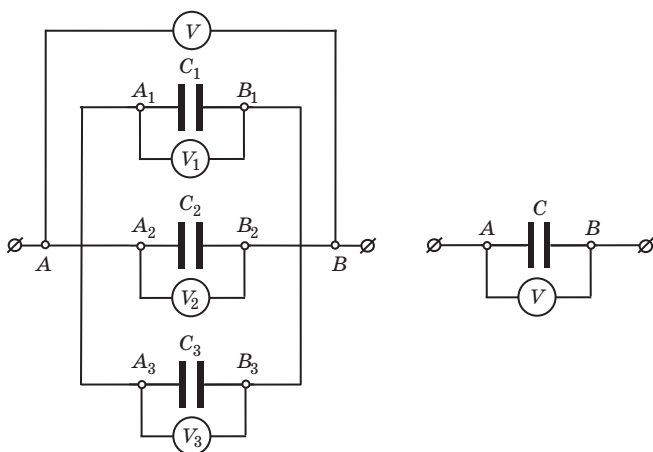 V
C₁
A₁ B₁
V₁
C₂
A₂ B₂
A B
V₂
C₃
A₃ B₃
V₃
C
A B
V